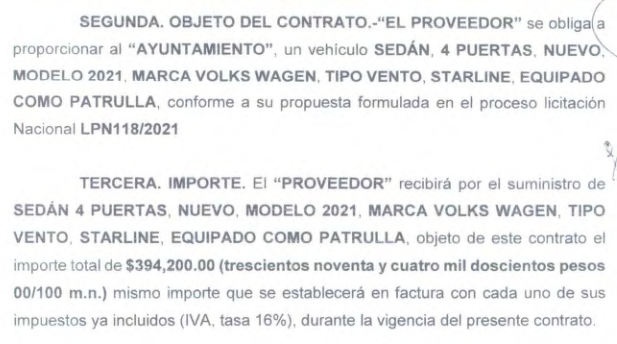 SEGUNDA. OBJETO DEL CONTRATO.-“EL PROVEEDOR” se obliga a
proporcionar al “AYUNTAMIENTO”, un vehículo SEDÁN, 4 PUERTAS, NUEVO,
MODELO 2021, MARCA VOLKS WAGEN, TIPO VENTO, STARLINE, EQUIPADO
COMO PATRULLA, conforme a su propuesta formulada en el proceso licitación
Nacional LPN118/2021
TERCERA. IMPORTE. El “PROVEEDOR” recibirá por el suministro de
SEDÁN 4 PUERTAS, NUEVO, MODELO 2021, MARCA VOLKS WAGEN, TIPO
VENTO, STARLINE, EQUIPADO COMO PATRULLA, objeto de este contrato el
importe total de $394,200.00 (trescientos noventa y cuatro mil doscientos pesos
00/100 m.n.) mismo importe que se establecerá en factura con cada uno de sus
impuestos ya incluidos (IVA, tasa 16%), durante la vigencia del presente contrato.